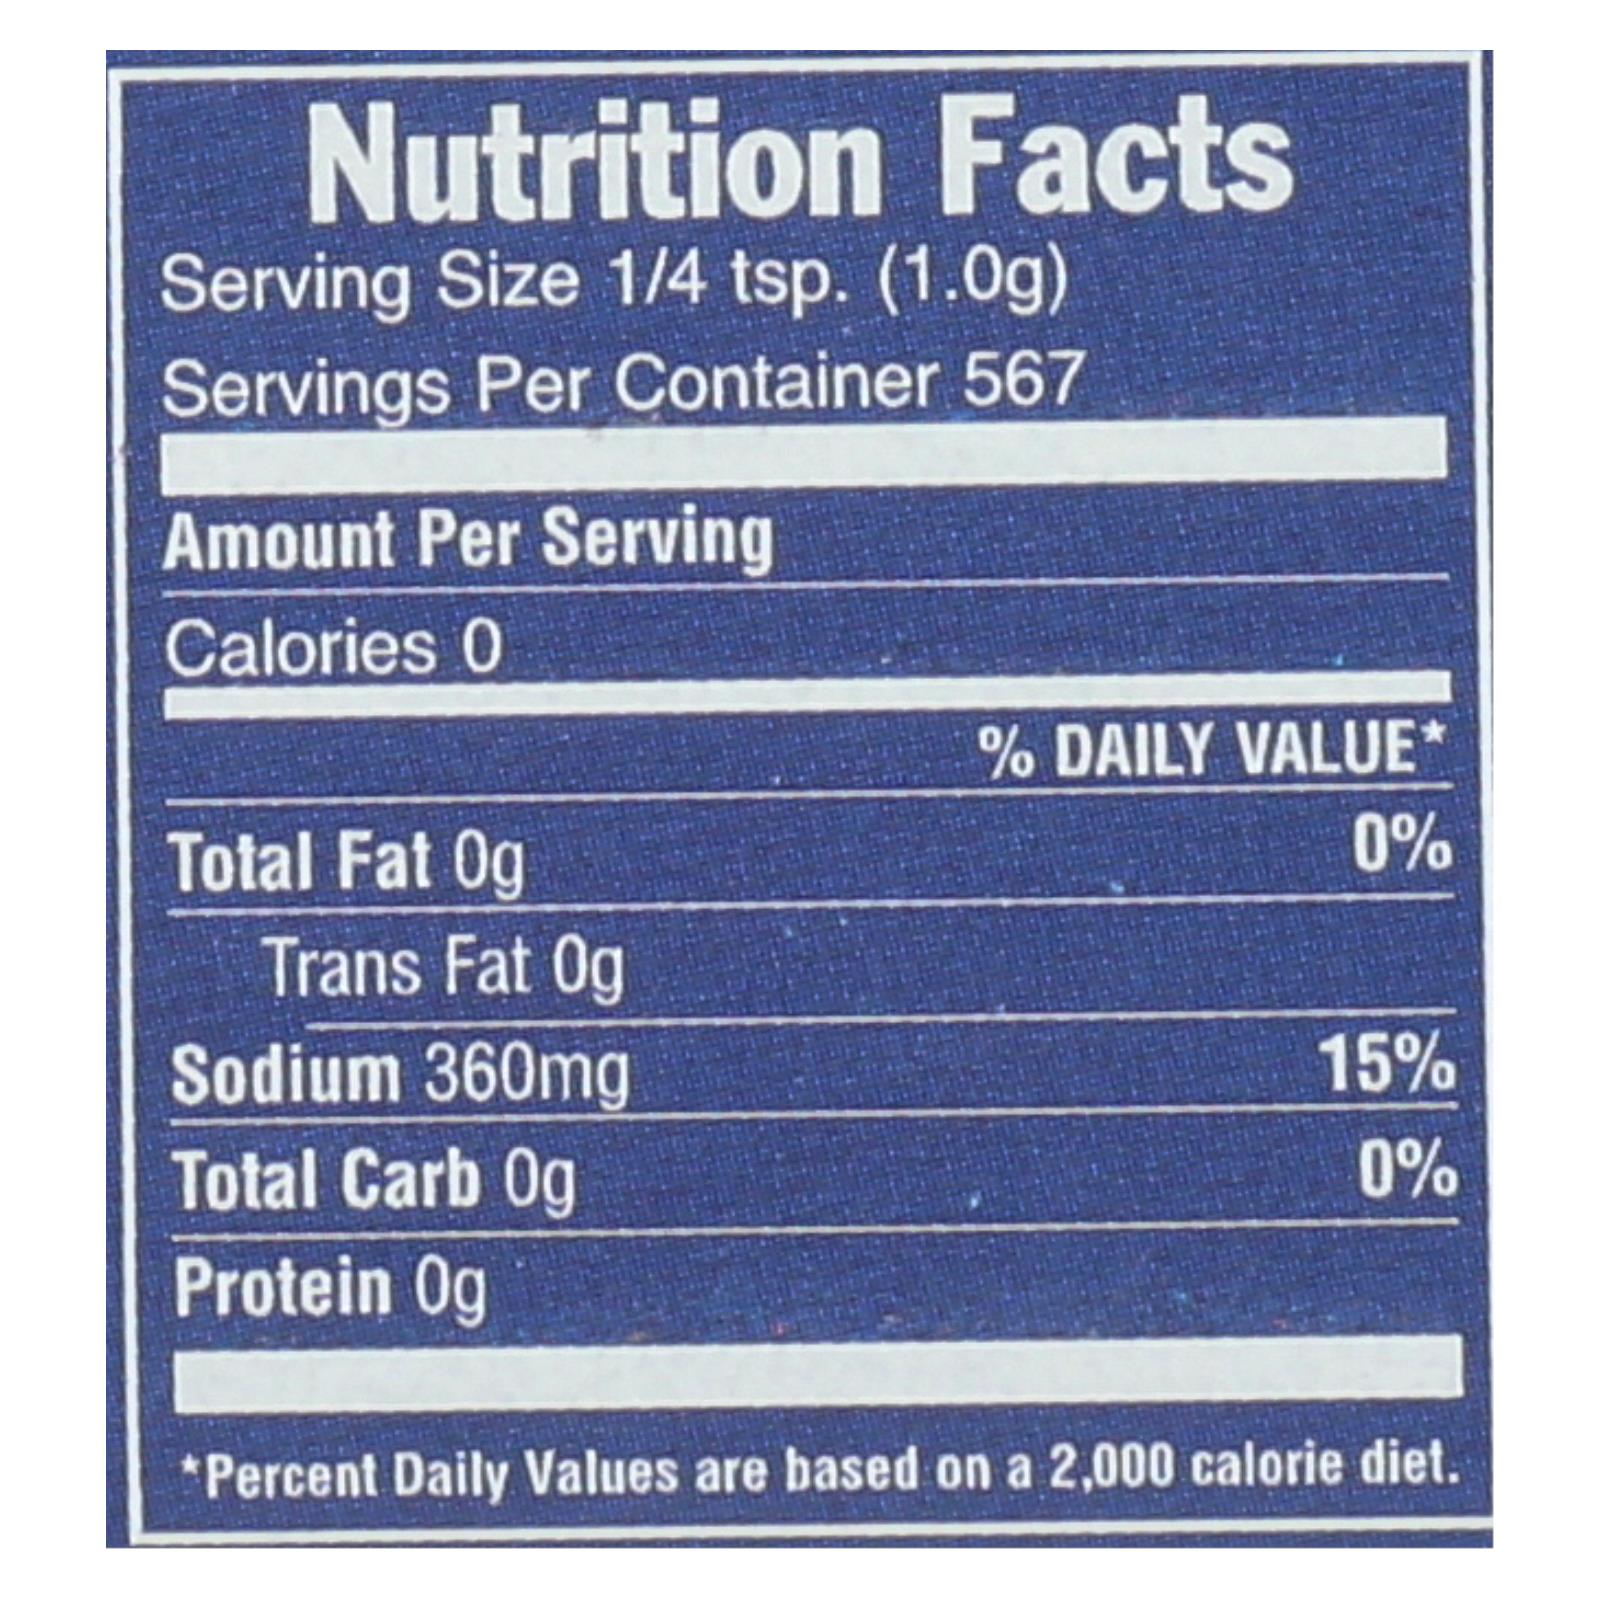 Nutrition Facts
Serving Size 1/4 tsp. (1.0g)
Servings Per Container 567
Amount Per Serving
Calories 0
% DAILY VALUE*
Total Fat 0g 0%
Trans Fat 0g
Sodium 360mg 15%
Total Carb 0g 0%
Protein 0g
*Percent Daily Values are based on a 2,000 calorie diet.